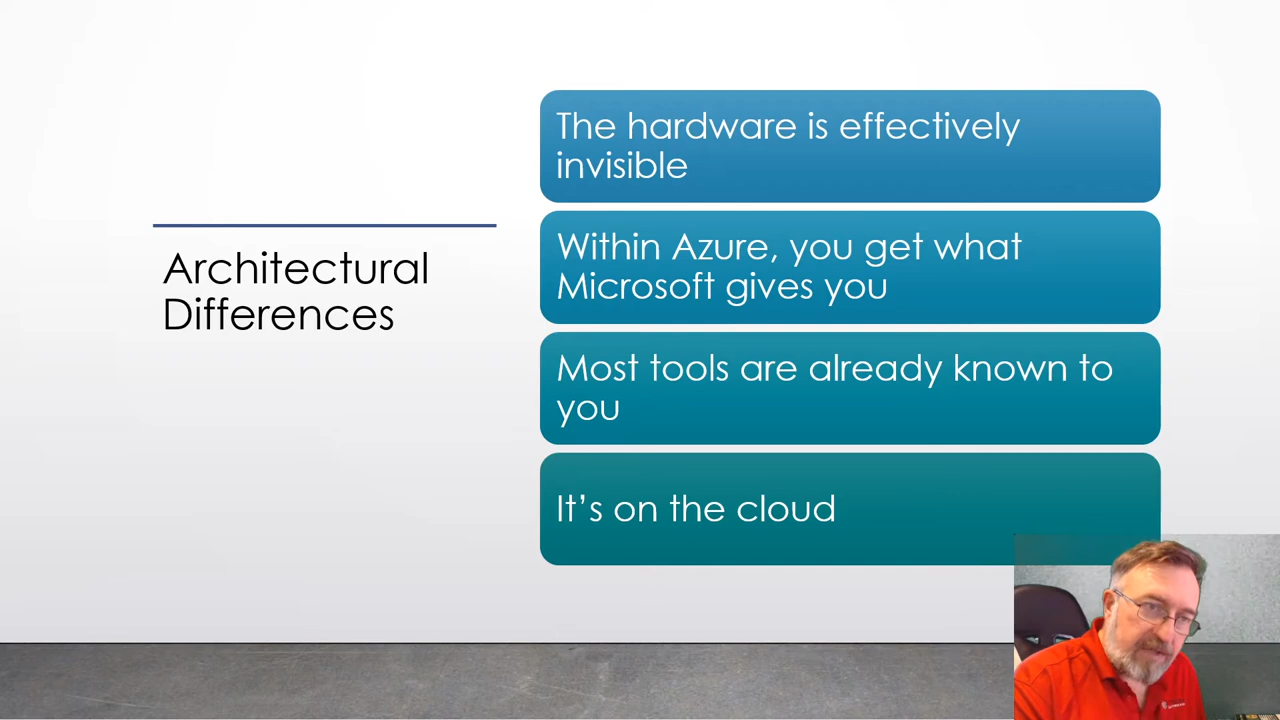 Architectural
Differences
The hardware is effectively
invisible
Within Azure, you get what
Microsoft gives you
Most tools are already known to
you
It's on the cloud